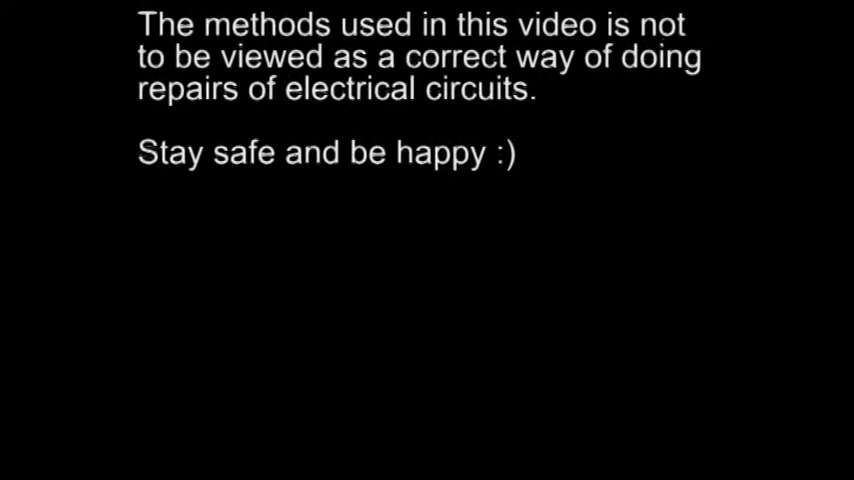 The methods used in this video is not
to be viewed as a correct way of doing
repairs of electrical circuits.
Stay safe and be happy :)